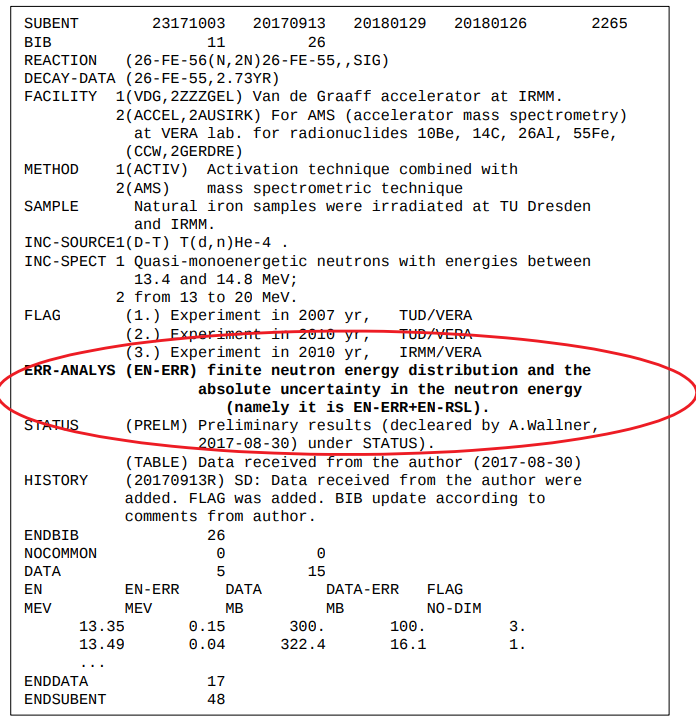 SUBENT 23171003 20170913 20180129 20180126 2265
BIB 11 26
REACTION (26-FE-56(N,2N)26-FE-55,,SIG)
DECAY-DATA (26-FE-55,2.73YR)
FACILITY 1(VDG,2ZZZGEL) Van de Graaff accelerator at IRMM.
2(ACCEL,2AUSIRK) For AMS (accelerator mass spectrometry)
at VERA lab. for radionuclides 10Be, 14C, 26Al, 55Fe,
(CCW,2GERDRE)
METHOD 1(ACTIV) Activation technique combined with
2(AMS) mass spectrometric technique
SAMPLE Natural iron samples were irradiated at TU Dresden
and IRMM.
INC-SOURCE1(D-T) T(d,n)He-4 .
INC-SPECT 1 Quasi-monoenergetic neutrons with energies between
13.4 and 14.8 MeV;
2 from 13 to 20 MeV.
FLAG (1.) Experiment in 2007 yr, TUD/VERA
(2.) Experiment in 2010 yr, TUD/VERA
(3.) Experiment in 2010 yr, IRMM/VERA
ERR-ANALYS (EN-ERR) finite neutron energy distribution and the
absolute uncertainty in the neutron energy
(namely it is EN-ERR+EN-RSL).
STATUS (PRELM) Preliminary results (decleared by A.Wallner,
2017-08-30) under STATUS).
(TABLE) Data received from the author (2017-08-30)
HISTORY (20170913R) SD: Data received from the author were
added. FLAG was added. BIB update according to
comments from author.
ENDBIB 26
NOCOMMON 0 0
DATA 5 15
EN EN-ERR DATA DATA-ERR FLAG
MEV MEV MB MB NO-DIM
13.35 0.15 300. 100. 3.
13.49 0.04 322.4 16.1 1.
...
ENDDATA 17
ENDSUBENT 48